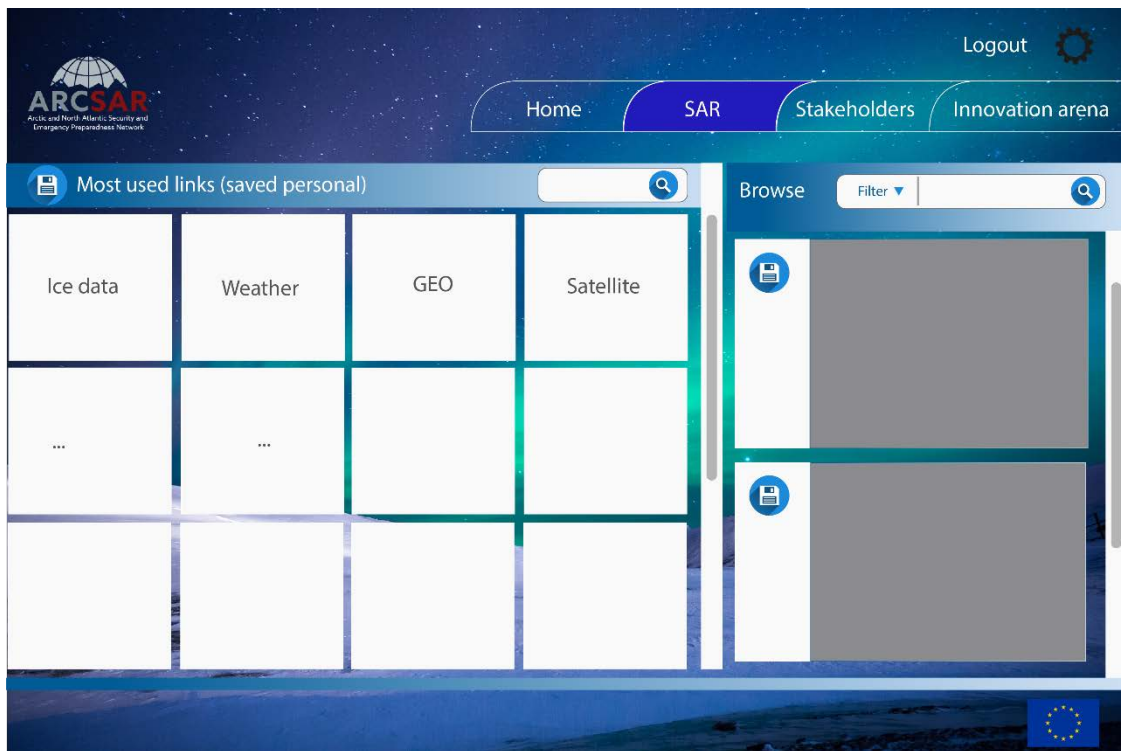 Logout
ARCSAR
Arctic and North Atlantic Security and
Emergency Preparedness Network
Home
SAR
Stakeholders
Innovation arena
Most used links (saved personal)
Browse
Filter ▼
Ice data
Weather
GEO
Satellite
...
...